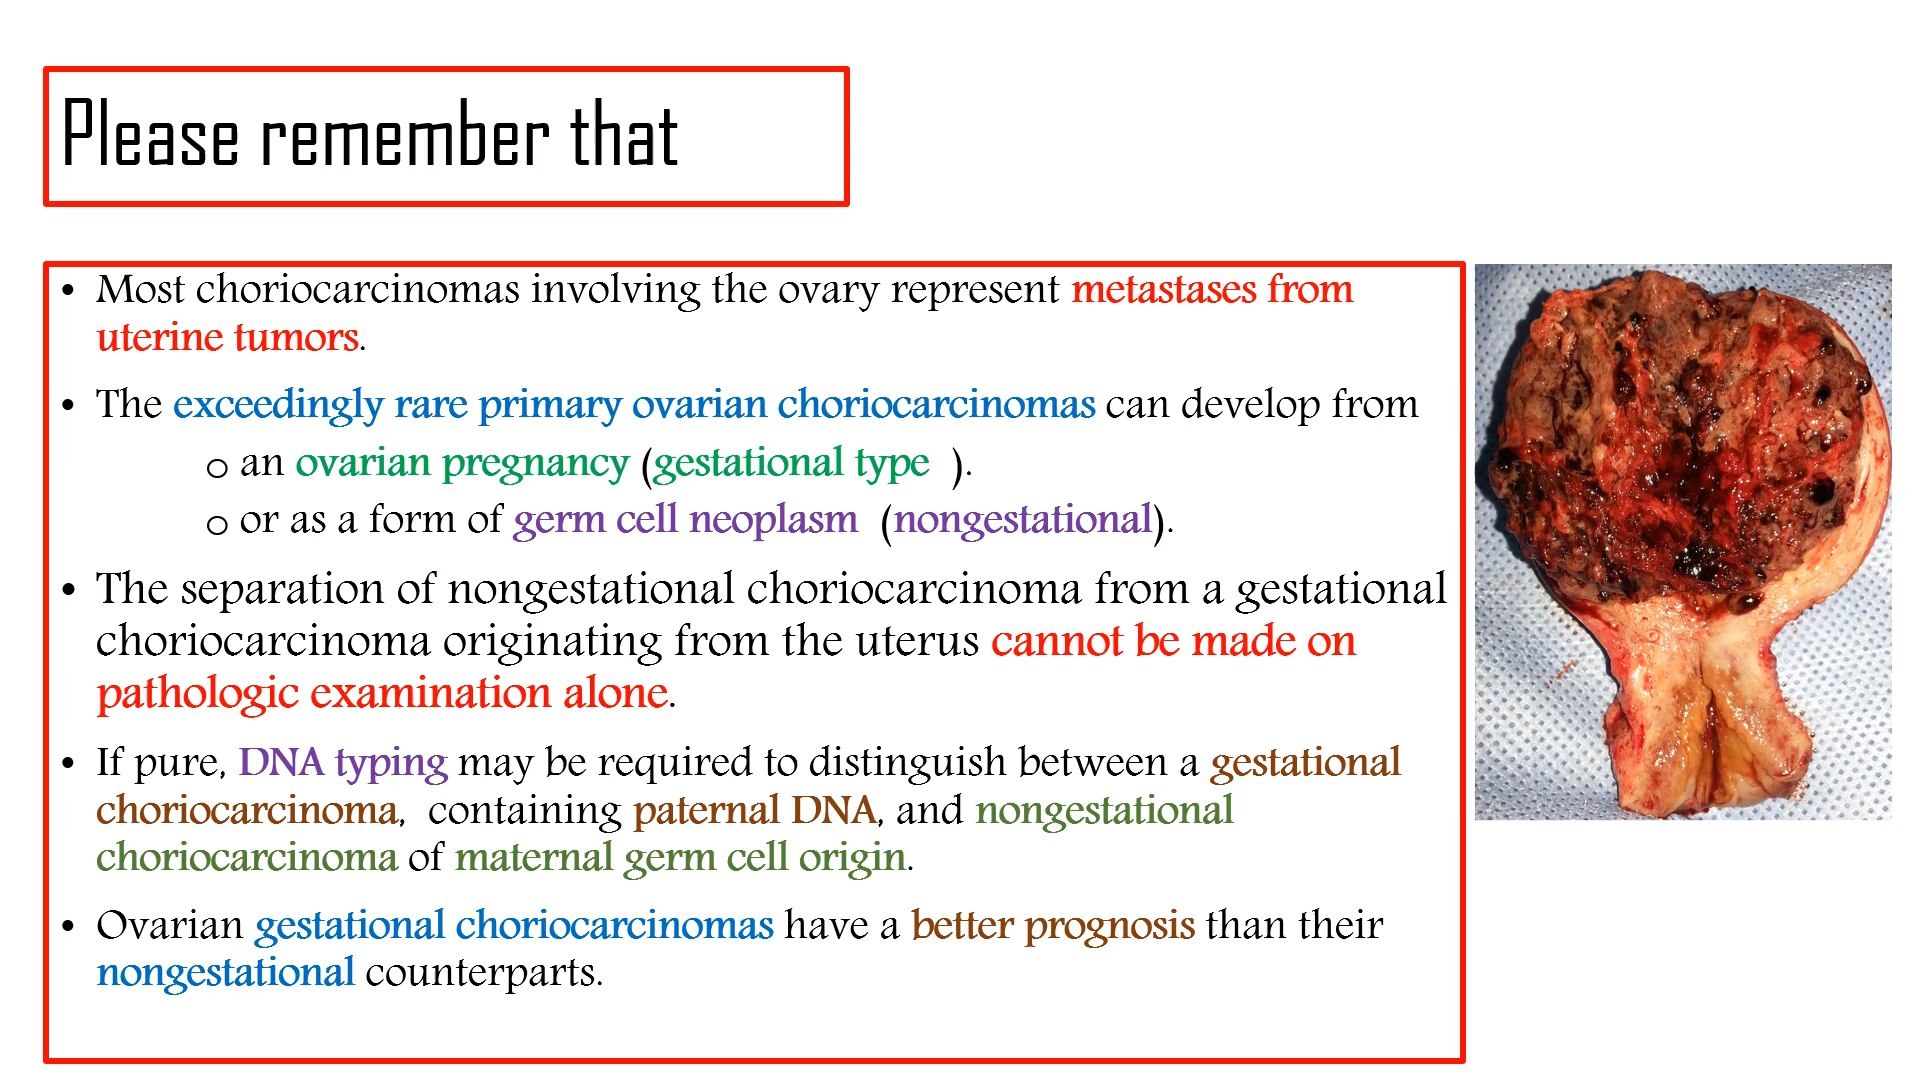 Please remember that
• Most choriocarcinomas involving the ovary represent metastases from
uterine tumors.
• The exceedingly rare primary ovarian choriocarcinomas can develop from
o an ovarian pregnancy (gestational type  ).
o or as a form of germ cell neoplasm  (nongestational).
• The separation of nongestational choriocarcinoma from a gestational
choriocarcinoma originating from the uterus cannot be made on
pathologic examination alone.
• If pure, DNA typing may be required to distinguish between a gestational
choriocarcinoma,  containing paternal DNA, and nongestational
choriocarcinoma of maternal germ cell origin.
• Ovarian gestational choriocarcinomas have a better prognosis than their
nongestational counterparts.